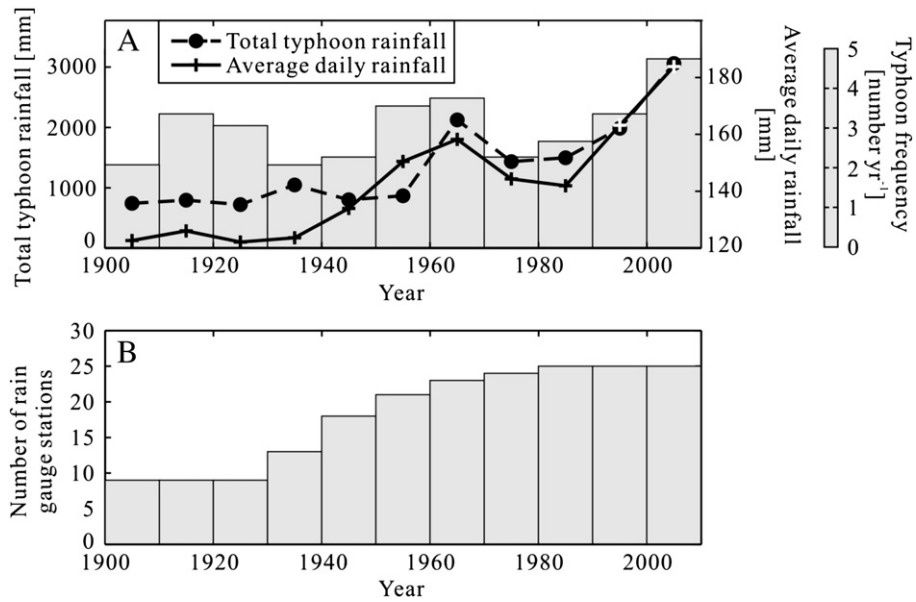 A
Total typhoon rainfall
Average daily rainfall
Total typhoon rainfall [mm]
3000
2000
1000
0
180
160
140
120
Average daily rainfall
[mm]
5
4
3
2
1
0
Typhoon frequency
[number yr⁻¹]
1900
1920
1940
1960
1980
2000
Year
B
Number of rain
gauge stations
30
25
20
15
10
5
0
1900
1920
1940
1960
1980
2000
Year